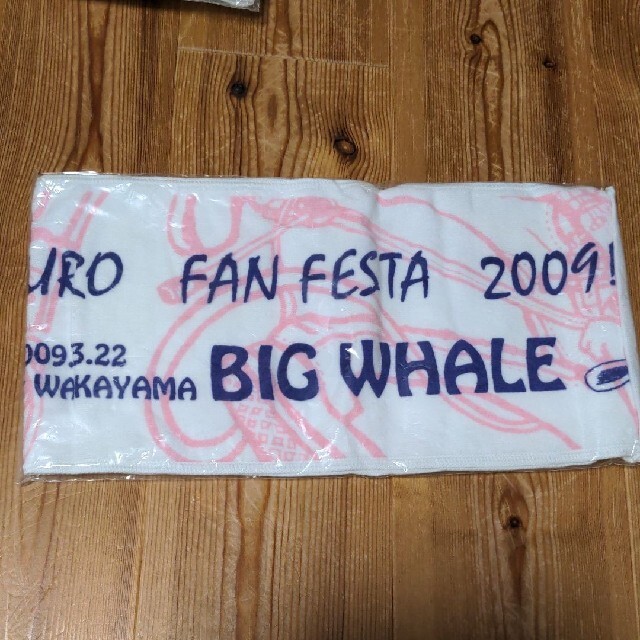 URO FAN FESTA 2009!
0093.22
WAKAYAMA BIG WHALE